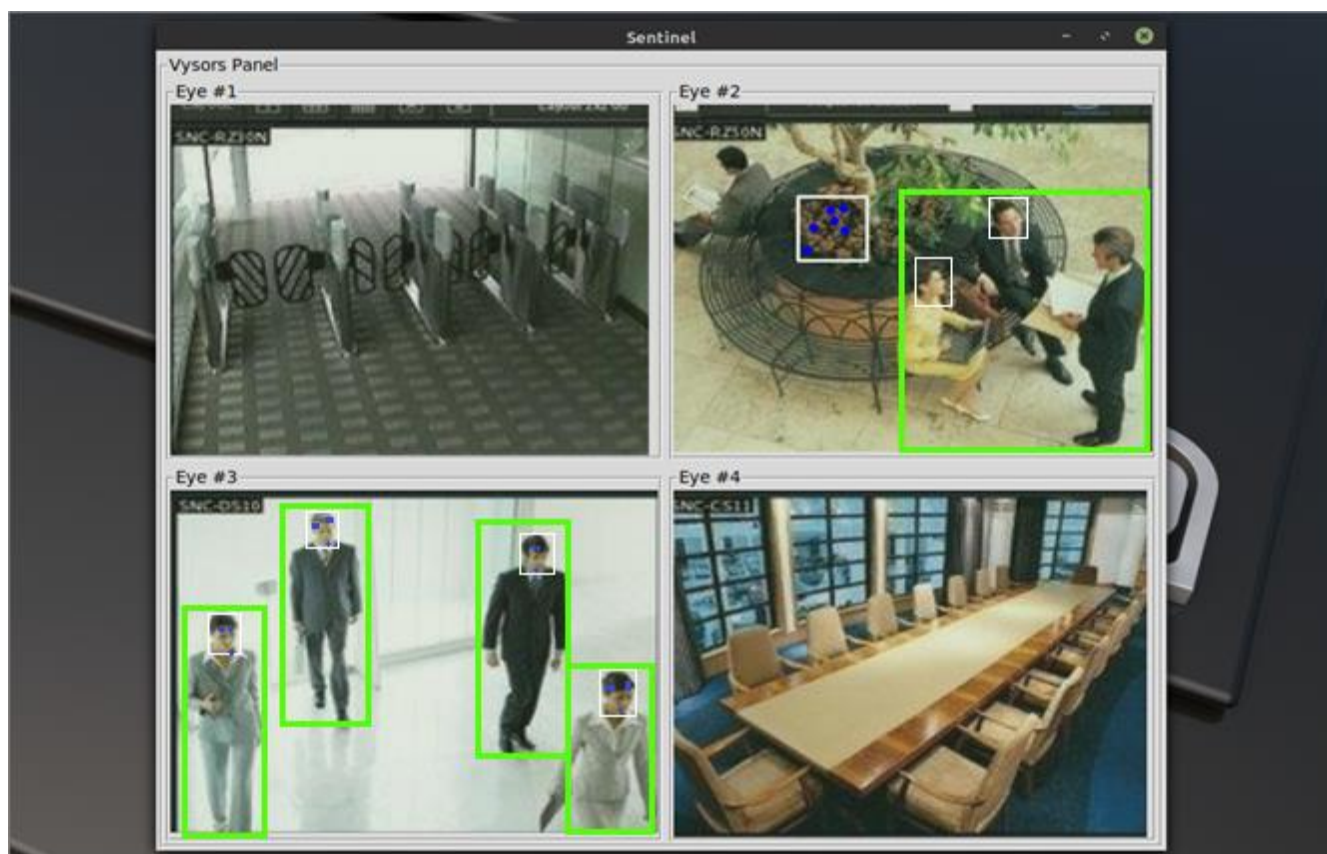 Sentinel
Vysors Panel
Eye #1
SNC-RZ30N
Eye #2
SNC-RZ50N
Eye #3
SNC-DS10
Eye #4
SNC-CS11